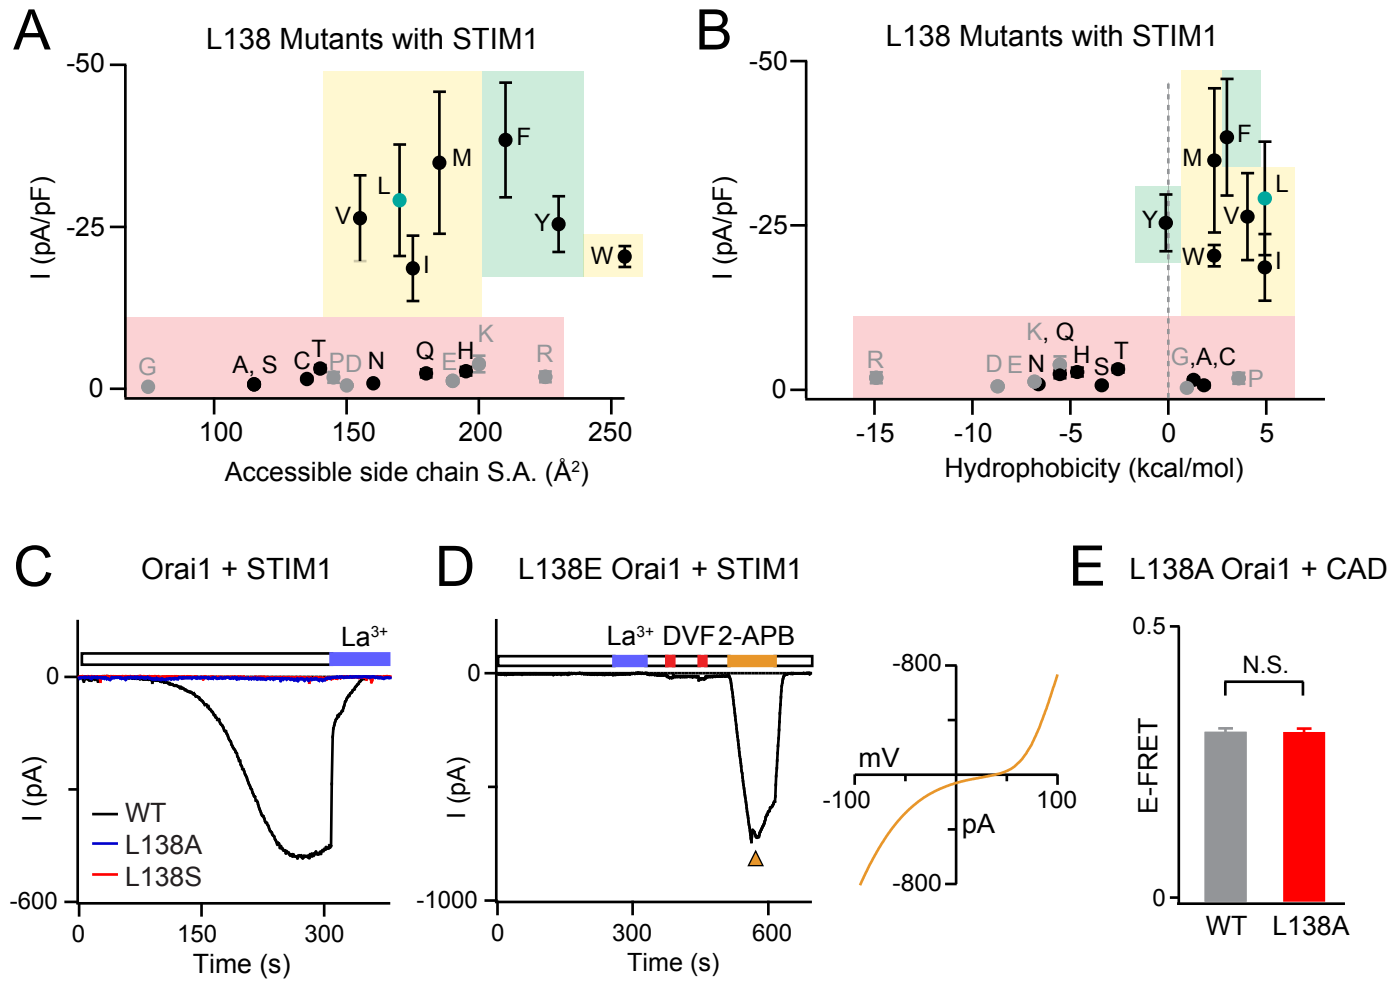 A
L138 Mutants with STIM1
-50
-25
0
I (pA/pF)
V
L
I
M
F
Y
W
G
A, S
C
T
P
D
N
Q
E
H
K
R
100
150
200
250
Accessible side chain S.A. (Å²)
B
L138 Mutants with STIM1
-50
-25
0
I (pA/pF)
M
F
L
Y
V
W
I
R
D
E
N
K, Q
H
S
T
G,A,C
P
-15
-10
-5
0
5
Hydrophobicity (kcal/mol)
C
Orai1 + STIM1
La³⁺
0
-600
I (pA)
WT
L138A
L138S
0
150
300
Time (s)
D
L138E Orai1 + STIM1
La³⁺ DVF 2-APB
0
-1000
I (pA)
0
300
600
Time (s)
-800
mV
-100
100
pA
-800
E
L138A Orai1 + CAD
0.5
N.S.
E-FRET
0
WT
L138A